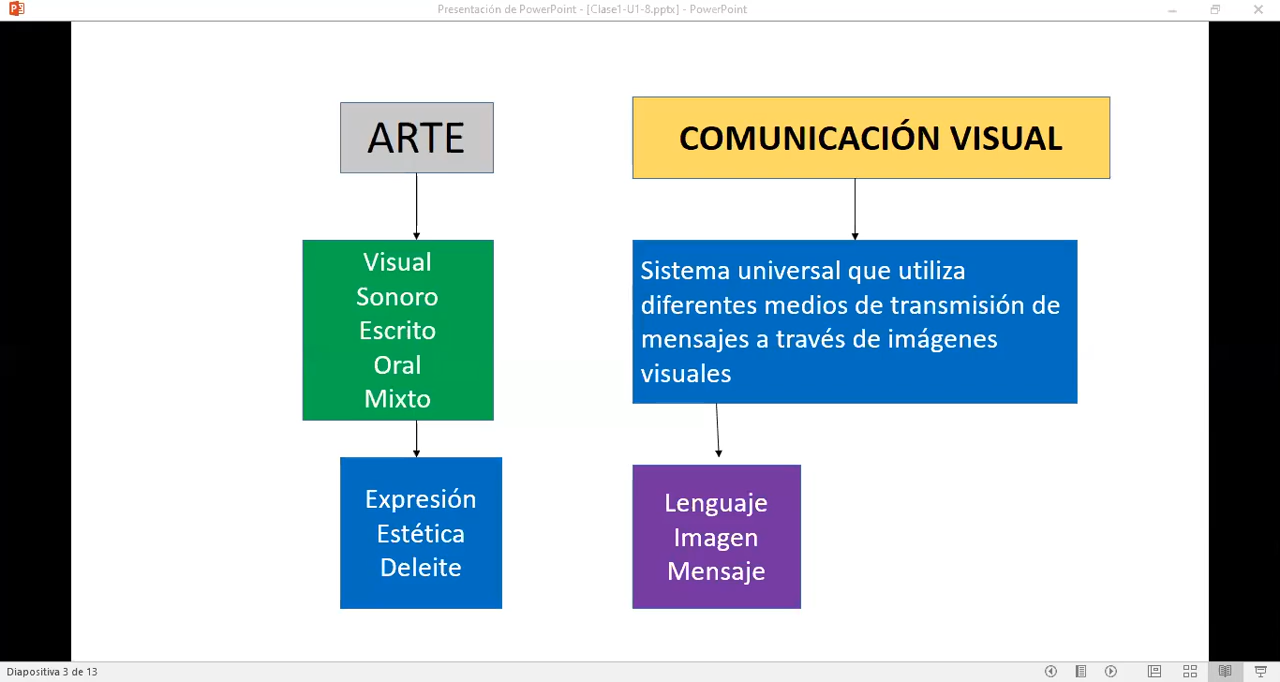 Presentación de PowerPoint - [Clase1-U1-8.pptx] - PowerPoint
ARTE
Visual
Sonoro
Escrito
Oral
Mixto
Expresión
Estética
Deleite
COMUNICACIÓN VISUAL
Sistema universal que utiliza
diferentes medios de transmisión de
mensajes a través de imágenes
visuales
Lenguaje
Imagen
Mensaje
Diapositiva 3 de 13